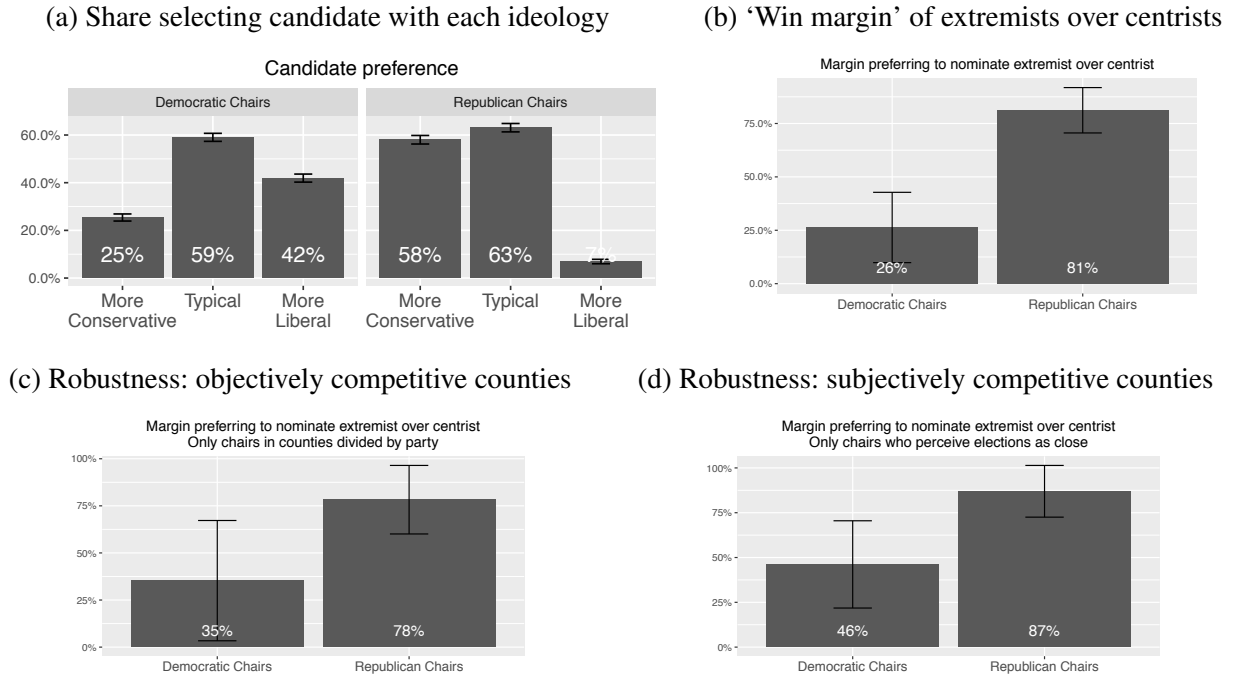 (a) Share selecting candidate with each ideology
Candidate preference
Democratic Chairs
Republican Chairs
60.0%
40.0%
20.0%
0.0%
25%
59%
42%
58%
63%
7%
More
Conservative
Typical
More
Liberal
More
Conservative
Typical
More
Liberal
(b) ‘Win margin’ of extremists over centrists
Margin preferring to nominate extremist over centrist
75.0%
50.0%
25.0%
0.0%
26%
81%
Democratic Chairs
Republican Chairs
(c) Robustness: objectively competitive counties
Margin preferring to nominate extremist over centrist
Only chairs in counties divided by party
100%
75%
50%
25%
0%
35%
78%
Democratic Chairs
Republican Chairs
(d) Robustness: subjectively competitive counties
Margin preferring to nominate extremist over centrist
Only chairs who perceive elections as close
100%
75%
50%
25%
0%
46%
87%
Democratic Chairs
Republican Chairs